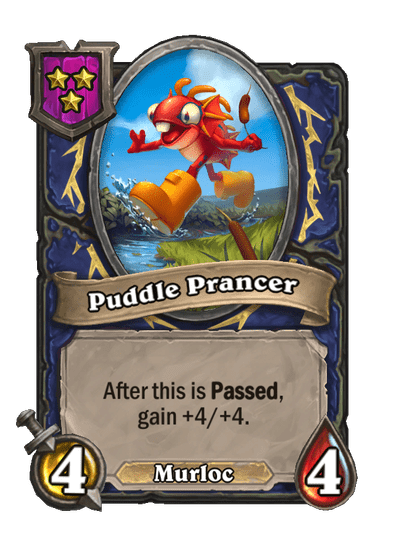 Puddle Prancer
After this is Passed,
gain +4/+4.
4
Murloc
4